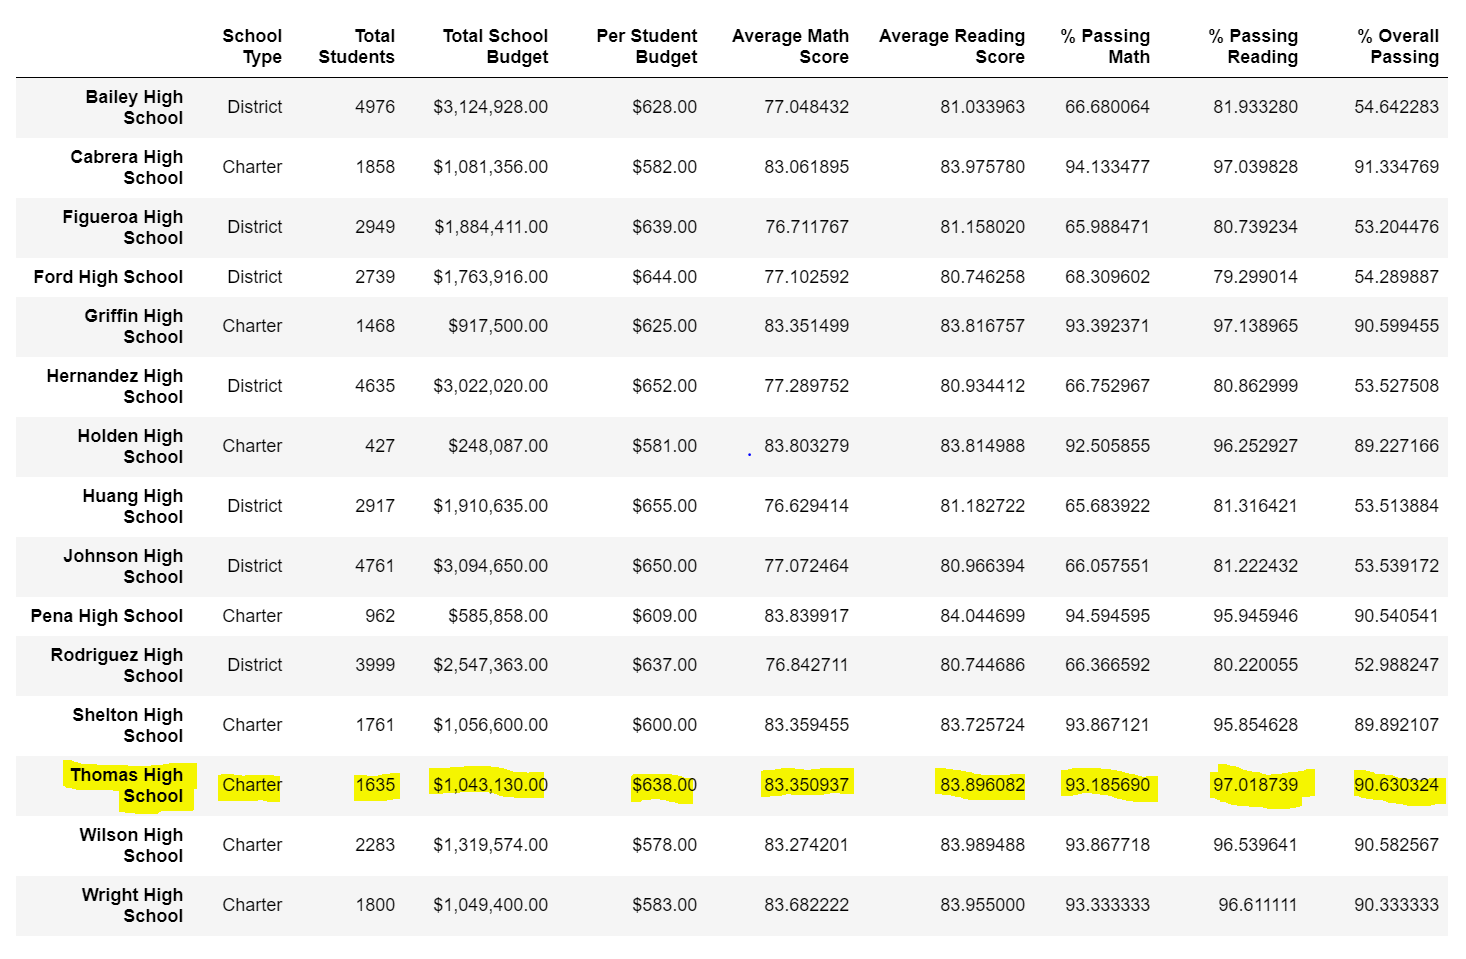 School Type Total Students Total School Budget Per Student Budget Average Math Score Average Reading Score % Passing Math % Passing Reading % Overall Passing
Bailey High School District 4976 $3,124,928.00 $628.00 77.048432 81.033963 66.680064 81.933280 54.642283
Cabrera High School Charter 1858 $1,081,356.00 $582.00 83.061895 83.975780 94.133477 97.039828 91.334769
Figueroa High School District 2949 $1,884,411.00 $639.00 76.711767 81.158020 65.988471 80.739234 53.204476
Ford High School District 2739 $1,763,916.00 $644.00 77.102592 80.746258 68.309602 79.299014 54.289887
Griffin High School Charter 1468 $917,500.00 $625.00 83.351499 83.816757 93.392371 97.138965 90.599455
Hernandez High School District 4635 $3,022,020.00 $652.00 77.289752 80.934412 66.752967 80.862999 53.527508
Holden High School Charter 427 $248,087.00 $581.00 83.803279 83.814988 92.505855 96.252927 89.227166
Huang High School District 2917 $1,910,635.00 $655.00 76.629414 81.182722 65.683922 81.316421 53.513884
Johnson High School District 4761 $3,094,650.00 $650.00 77.072464 80.966394 66.057551 81.222432 53.539172
Pena High School Charter 962 $585,858.00 $609.00 83.839917 84.044699 94.594595 95.945946 90.540541
Rodriguez High School District 3999 $2,547,363.00 $637.00 76.842711 80.744686 66.366592 80.220055 52.988247
Shelton High School Charter 1761 $1,056,600.00 $600.00 83.359455 83.725724 93.867121 95.854628 89.892107
Thomas High School Charter 1635 $1,043,130.00 $638.00 83.350937 83.896082 93.185690 97.018739 90.630324
Wilson High School Charter 2283 $1,319,574.00 $578.00 83.274201 83.989488 93.867718 96.539641 90.582567
Wright High School Charter 1800 $1,049,400.00 $583.00 83.682222 83.955000 93.333333 96.611111 90.333333